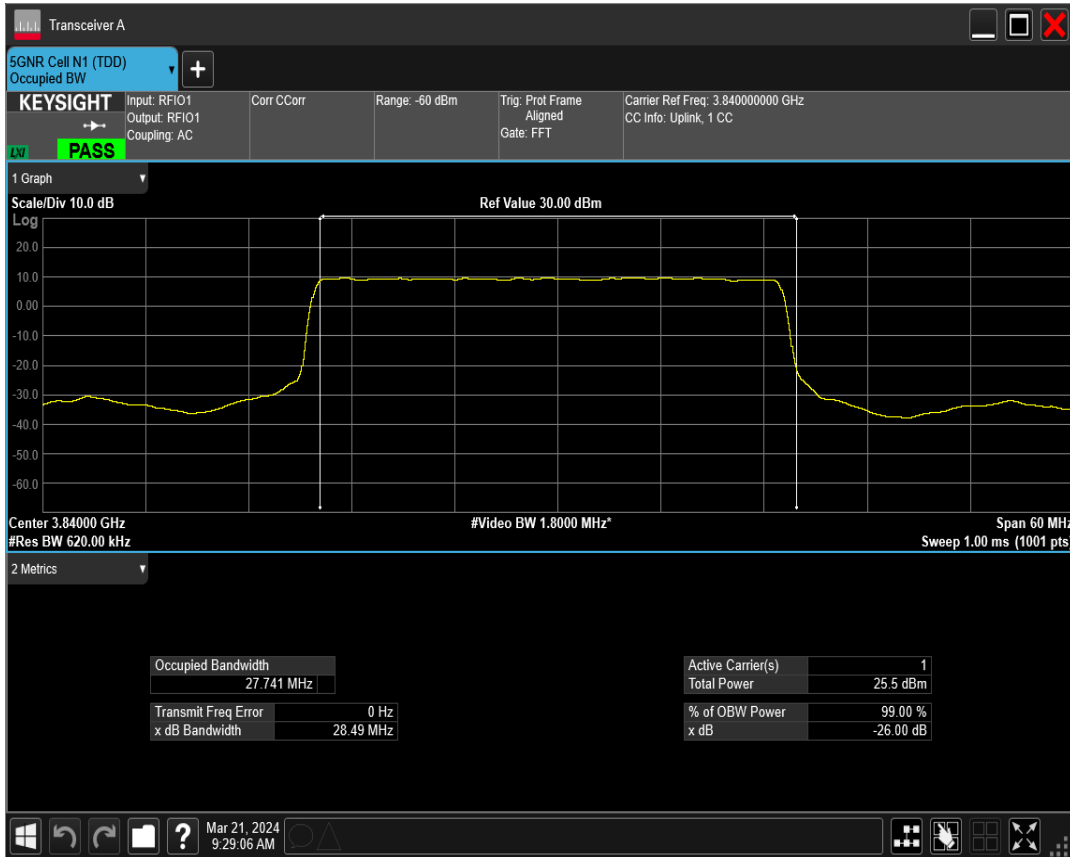 Transceiver A
5GNR Cell N1 (TDD)
Occupied BW
+
KEYSIGHT
LXI
PASS
Input: RFIO1
Output: RFIO1
Coupling: AC
Corr CCorr
Range: -60 dBm
Trig: Prot Frame
Aligned
Gate: FFT
Carrier Ref Freq: 3.840000000 GHz
CC Info: Uplink, 1 CC
1 Graph
Scale/Div 10.0 dB
Ref Value 30.00 dBm
Log
20.0
10.0
0.00
-10.0
-20.0
-30.0
-40.0
-50.0
-60.0
Center 3.84000 GHz
#Video BW 1.8000 MHz*
Span 60 MHz
#Res BW 620.00 kHz
Sweep 1.00 ms (1001 pts)
2 Metrics
Occupied Bandwidth
27.741 MHz
Transmit Freq Error 0 Hz
x dB Bandwidth 28.49 MHz
Active Carrier(s) 1
Total Power 25.5 dBm
% of OBW Power 99.00 %
x dB -26.00 dB
?
Mar 21, 2024
9:29:06 AM